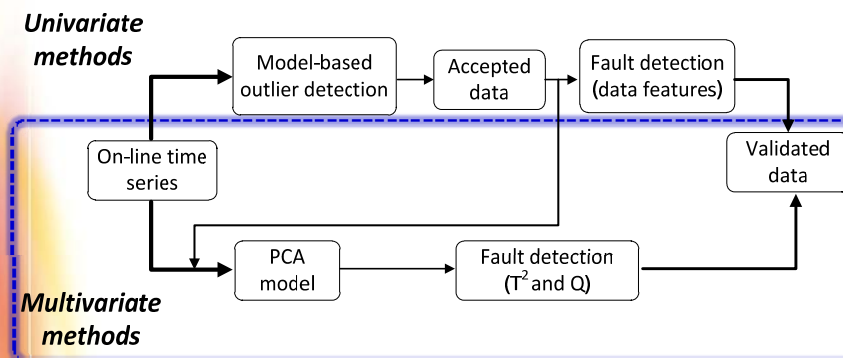 Univariate
methods
Model-based
outlier detection
Accepted
data
Fault detection
(data features)
On-line time
series
Validated
data
PCA
model
Fault detection
(T² and Q)
Multivariate
methods